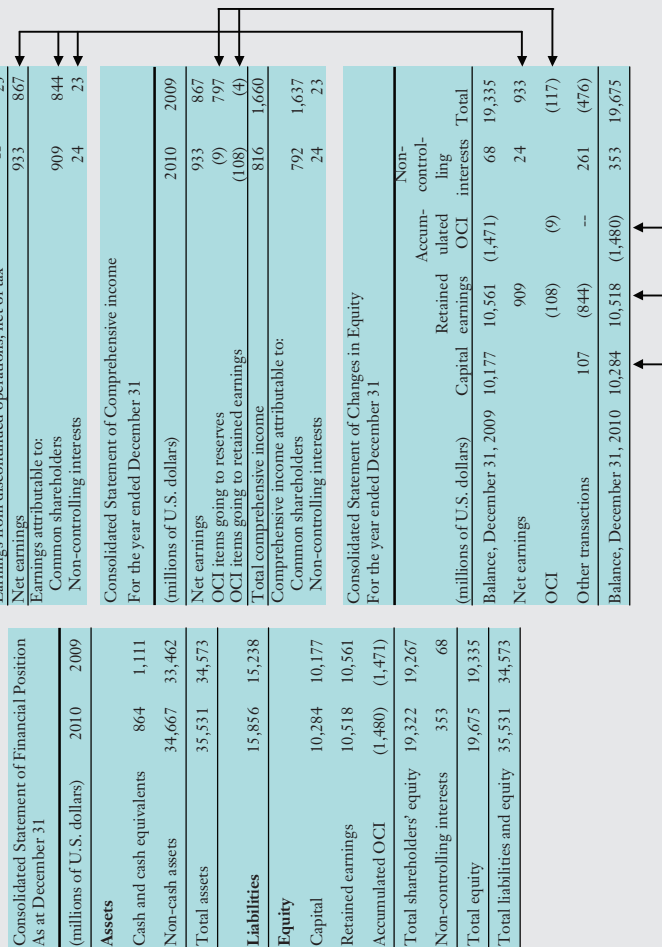 Consolidated Statement of Financial Position
As at December 31
(millions of U.S. dollars) 2010 2009
Assets
Cash and cash equivalents 864 1,111
Non-cash assets 34,667 33,462
Total assets 35,531 34,573
Liabilities 15,856 15,238
Equity
Capital 10,284 10,177
Retained earnings 10,518 10,561
Accumulated OCI (1,480) (1,471)
Total shareholders' equity 19,322 19,267
Non-controlling interests 353 68
Total equity 19,675 19,335
Total liabilities and equity 35,531 34,573
Earnings from discontinued operations, net of tax
Net earnings 933 867
Earnings attributable to:
Common shareholders 909 844
Non-controlling interests 24 23
Consolidated Statement of Comprehensive income
For the year ended December 31
(millions of U.S. dollars) 2010 2009
Net earnings 933 867
OCI items going to reserves (9) 797
OCI items going to retained earnings (108) (4)
Total comprehensive income 816 1,660
Comprehensive income attributable to:
Common shareholders 792 1,637
Non-controlling interests 24 23
Consolidated Statement of Changes in Equity
For the year ended December 31
(millions of U.S. dollars) Capital Retained earnings Accum-ulated OCI Non-control-ling interests Total
Balance, December 31, 2009 10,177 10,561 (1,471) 68 19,335
Net earnings 909 24 933
OCI (108) (9) (117)
Other transactions 107 (844) -- 261 (476)
Balance, December 31, 2010 10,284 10,518 (1,480) 353 19,675